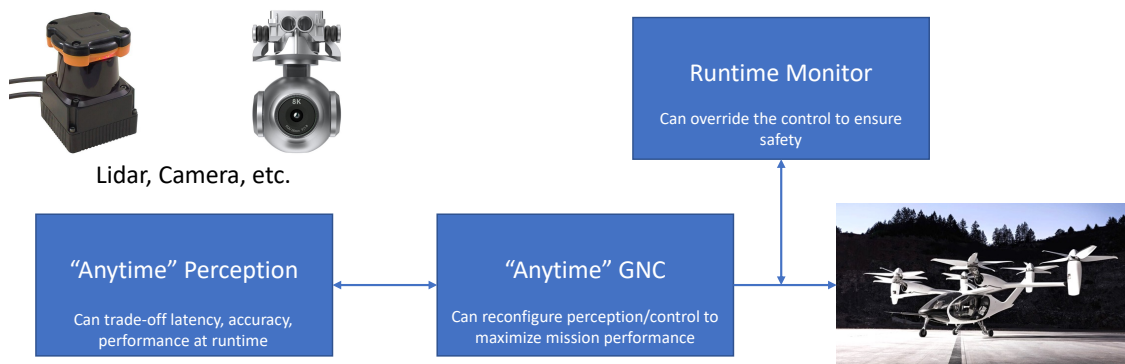 8K
Lidar, Camera, etc.
Runtime Monitor
Can override the control to ensure
safety
“Anytime” Perception
Can trade-off latency, accuracy,
performance at runtime
“Anytime” GNC
Can reconfigure perception/control to
maximize mission performance